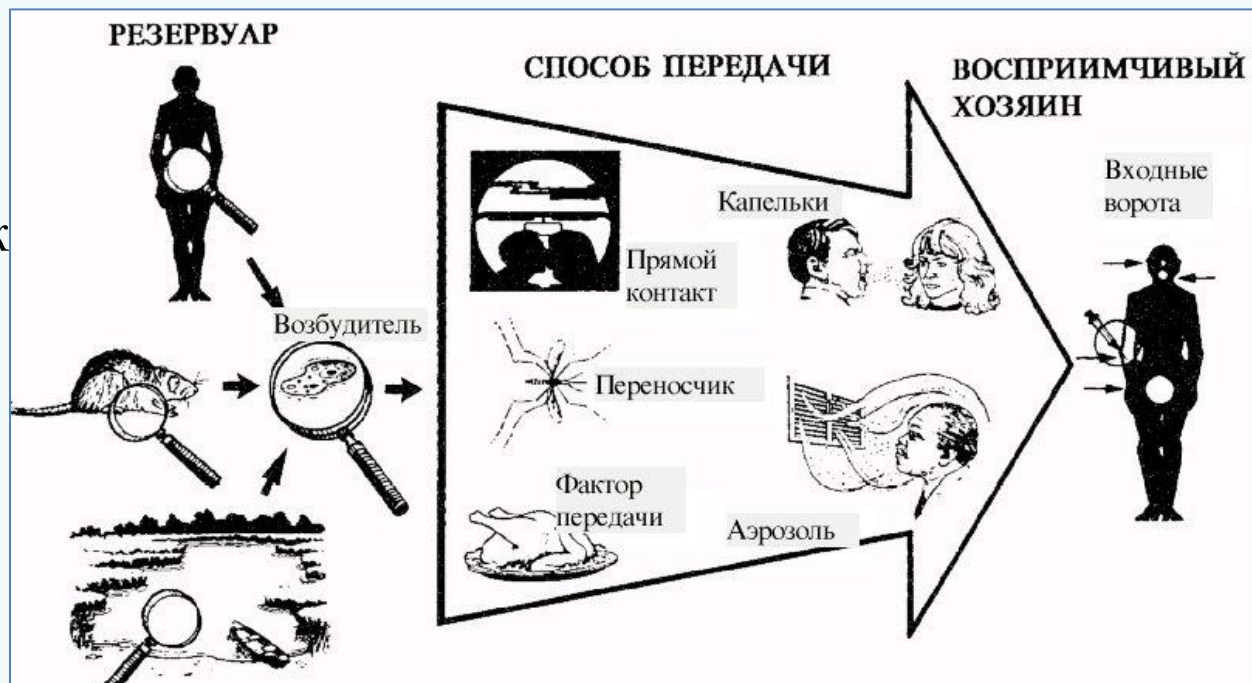 РЕЗЕРВУАР
СПОСОБ ПЕРЕДАЧИ
ВОСПРИИМЧИВЫЙ
ХОЗЯИН
к
Возбудитель
Прямой
контакт
Капельки
Переносчик
Фактор
передачи
Аэрозоль
Входные
ворота